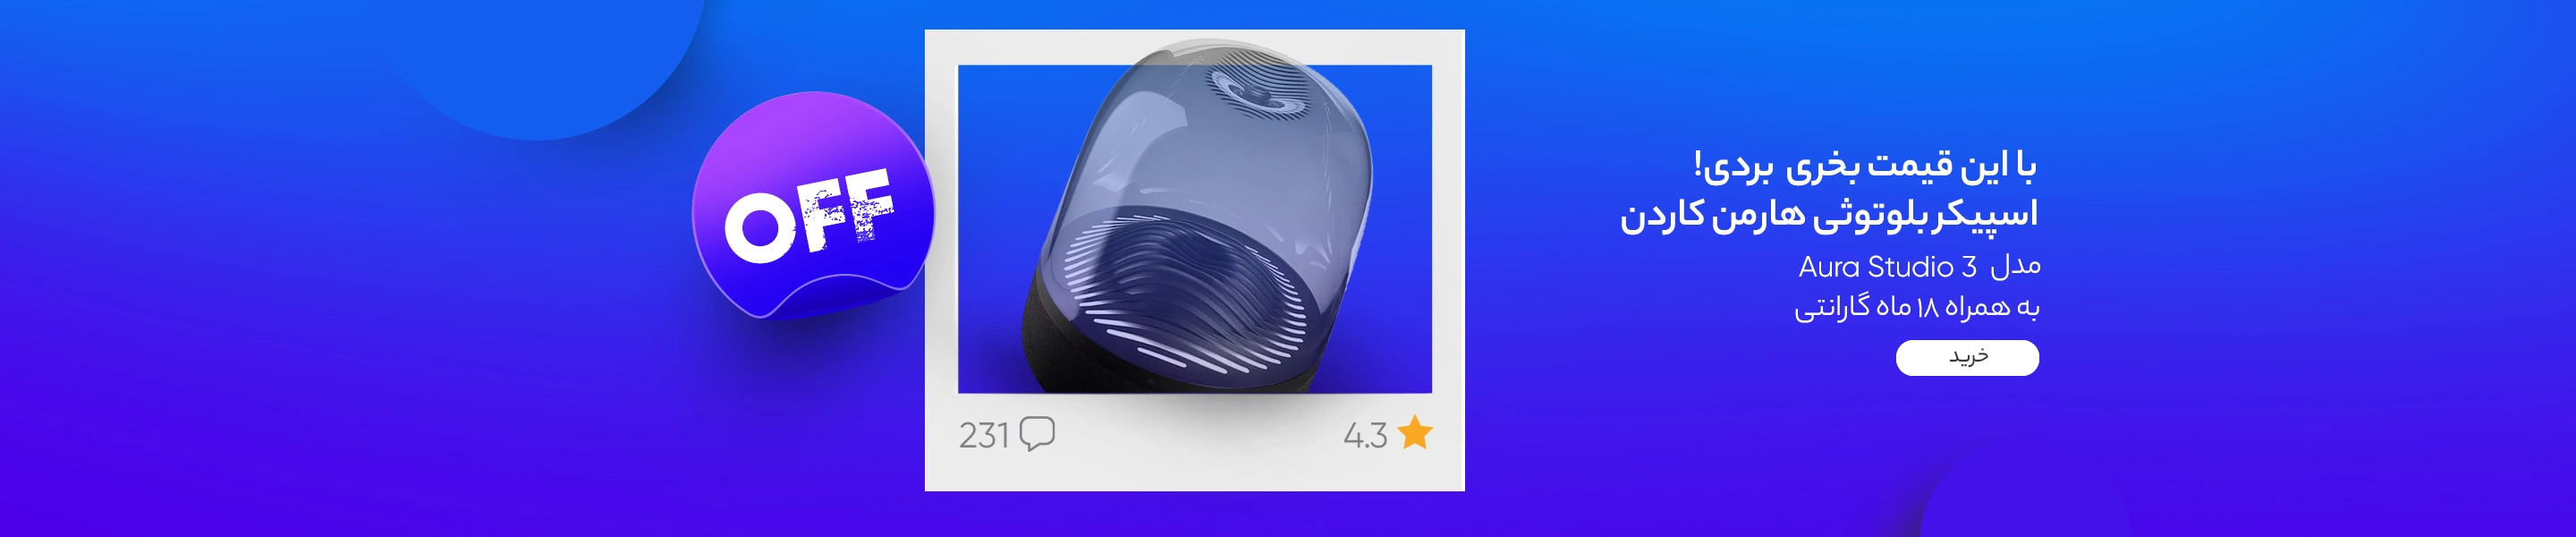 با این قیمت بخری بردی!
اسپیکر بلوتوثی هارمن کاردن
مدل Aura Studio 3
به همراه ۱۸ ماه گارانتی
خرید
OFF
4.3
231